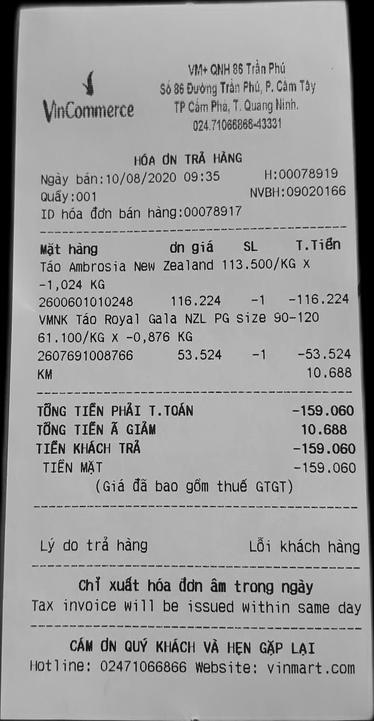 VinCommerce
VM+ QNH 86 Trần Phú
Số 86 Đường Trần Phú, P. Cẩm Tây
TP Cẩm Phả, T. Quảng Ninh.
024.71066866-43331
HÓA ƠN TRẢ HÀNG
Ngày bán:10/08/2020 09:35 H:00078919
Quầy:001 NVBH:09020166
ID hóa đơn bán hàng:00078917
Mặt hàng ơn giá SL T.Tiền
Táo Ambrosia New Zealand 113.500/KG X
-1,024 KG
2600601010248 116.224 -1 -116.224
VMNK Táo Royal Gala NZL PG size 90-120
61.100/KG X -0,876 KG
2607691008766 53.524 -1 -53.524
KM 10.688
TỔNG TIỀN PHẢI T.TOÁN -159.060
TỔNG TIỀN Ã GIẢM 10.688
TIỀN KHÁCH TRẢ -159.060
TIỀN MẶT -159.060
(Giá đã bao gồm thuế GTGT)
Lý do trả hàng Lỗi khách hàng
Chỉ xuất hóa đơn âm trong ngày
Tax invoice will be issued within same day
CẢM ƠN QUÝ KHÁCH VÀ HẸN GẶP LẠI
Hotline: 02471066866 Website: vinmart.com